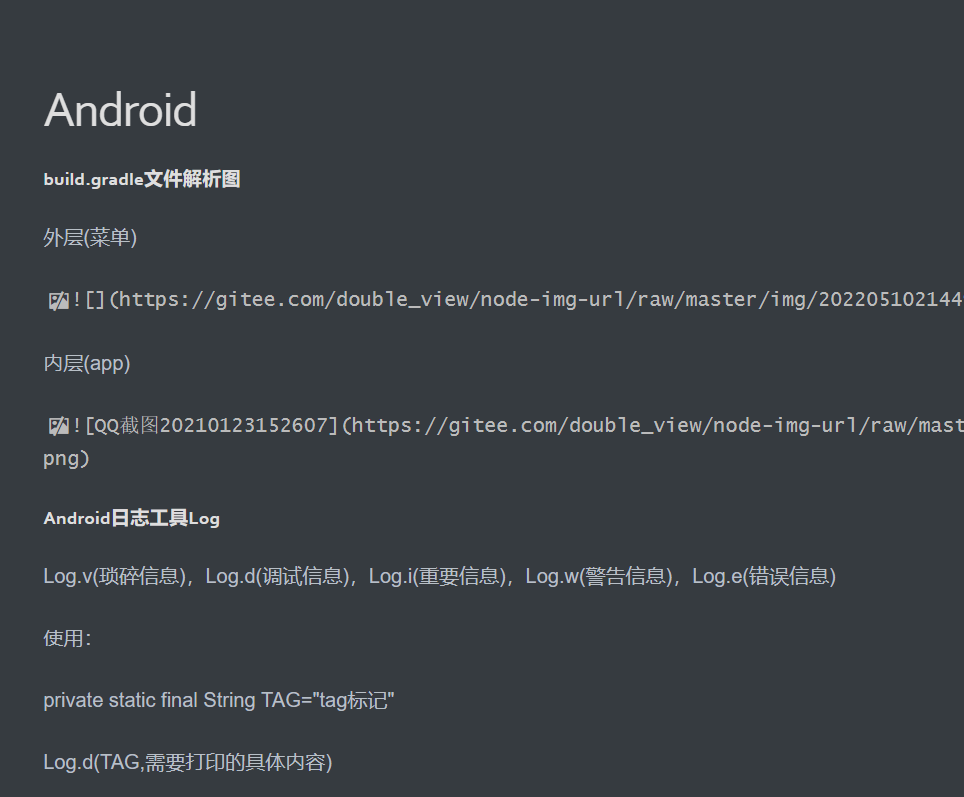 Android
build.gradle文件解析图
外层(菜单)
![](https://gitee.com/double_view/node-img-url/raw/master/img/202205102144
内层(app)
![QQ截图20210123152607](https://gitee.com/double_view/node-img-url/raw/mast
png)
Android日志工具Log
Log.v(琐碎信息)，Log.d(调试信息)，Log.i(重要信息)，Log.w(警告信息)，Log.e(错误信息)
使用：
private static final String TAG="tag标记"
Log.d(TAG,需要打印的具体内容)